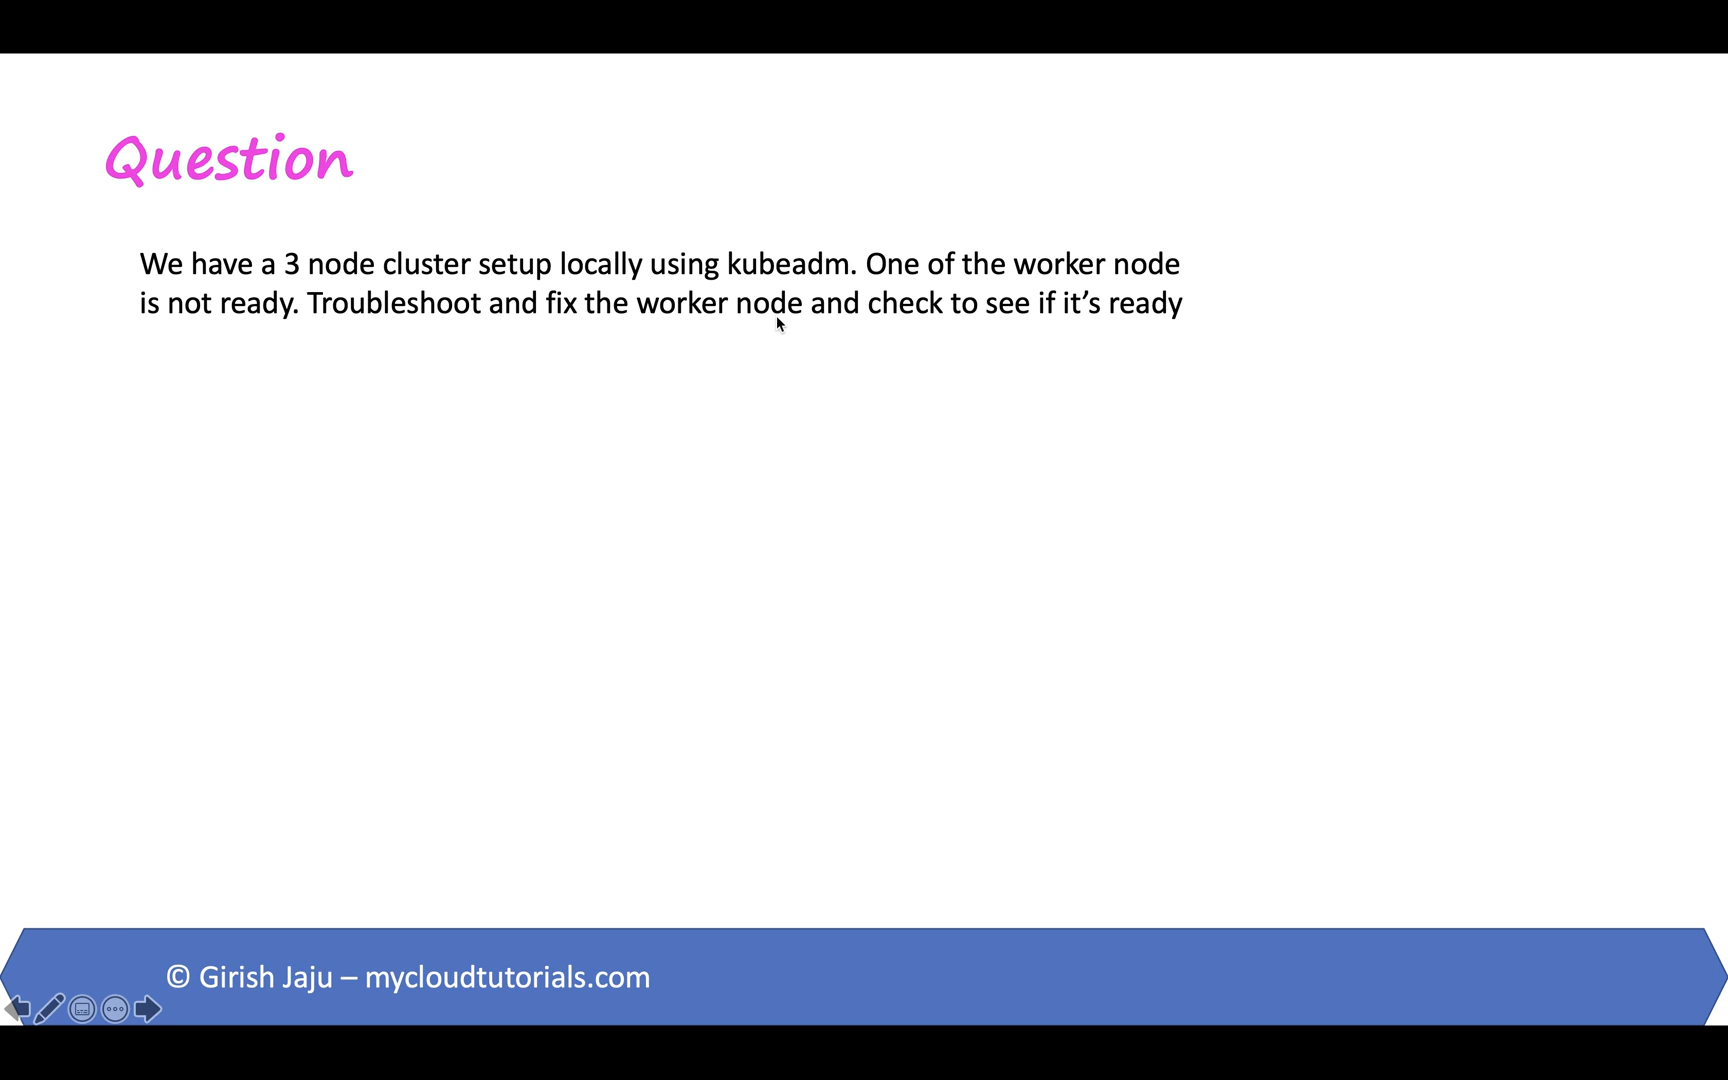 Question
We have a 3 node cluster setup locally using kubeadm. One of the worker node
is not ready. Troubleshoot and fix the worker node and check to see if it’s ready
© Girish Jaju – mycloudtutorials.com